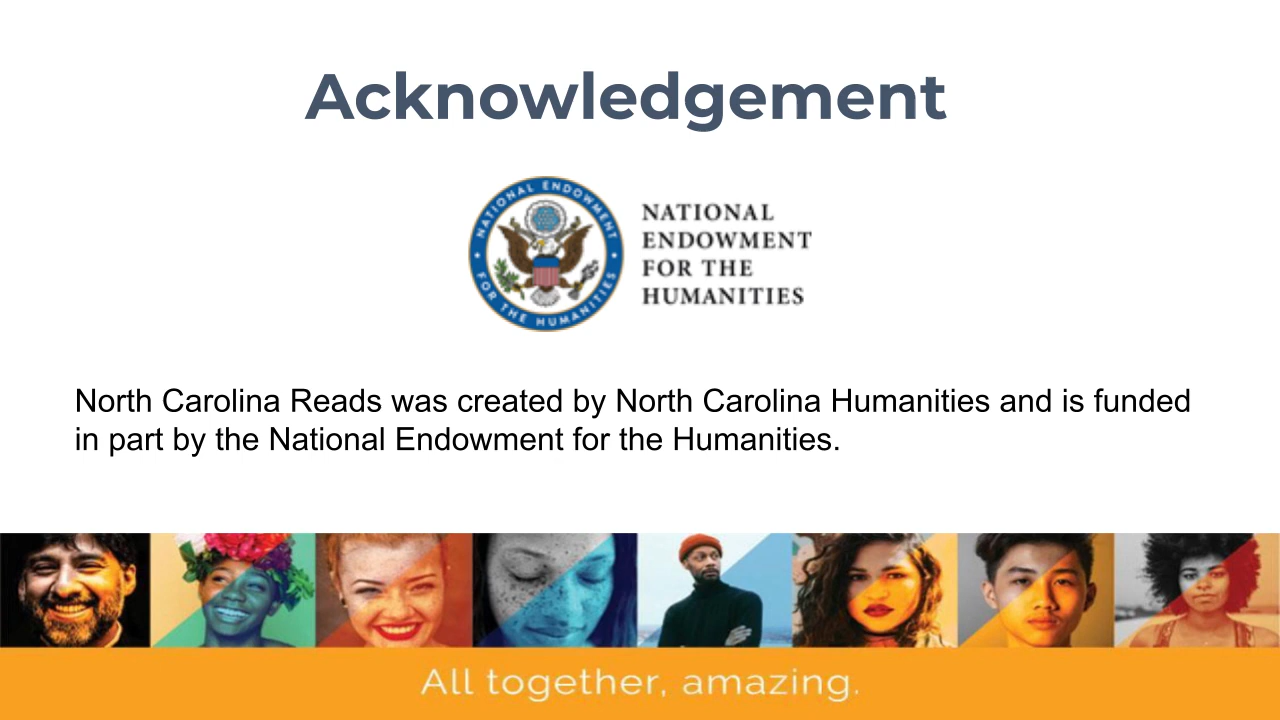 Acknowledgement
NATIONAL ENDOWMENT
FOR THE HUMANITIES
NATIONAL
ENDOWMENT
FOR THE
HUMANITIES
North Carolina Reads was created by North Carolina Humanities and is funded
in part by the National Endowment for the Humanities.
All together, amazing.